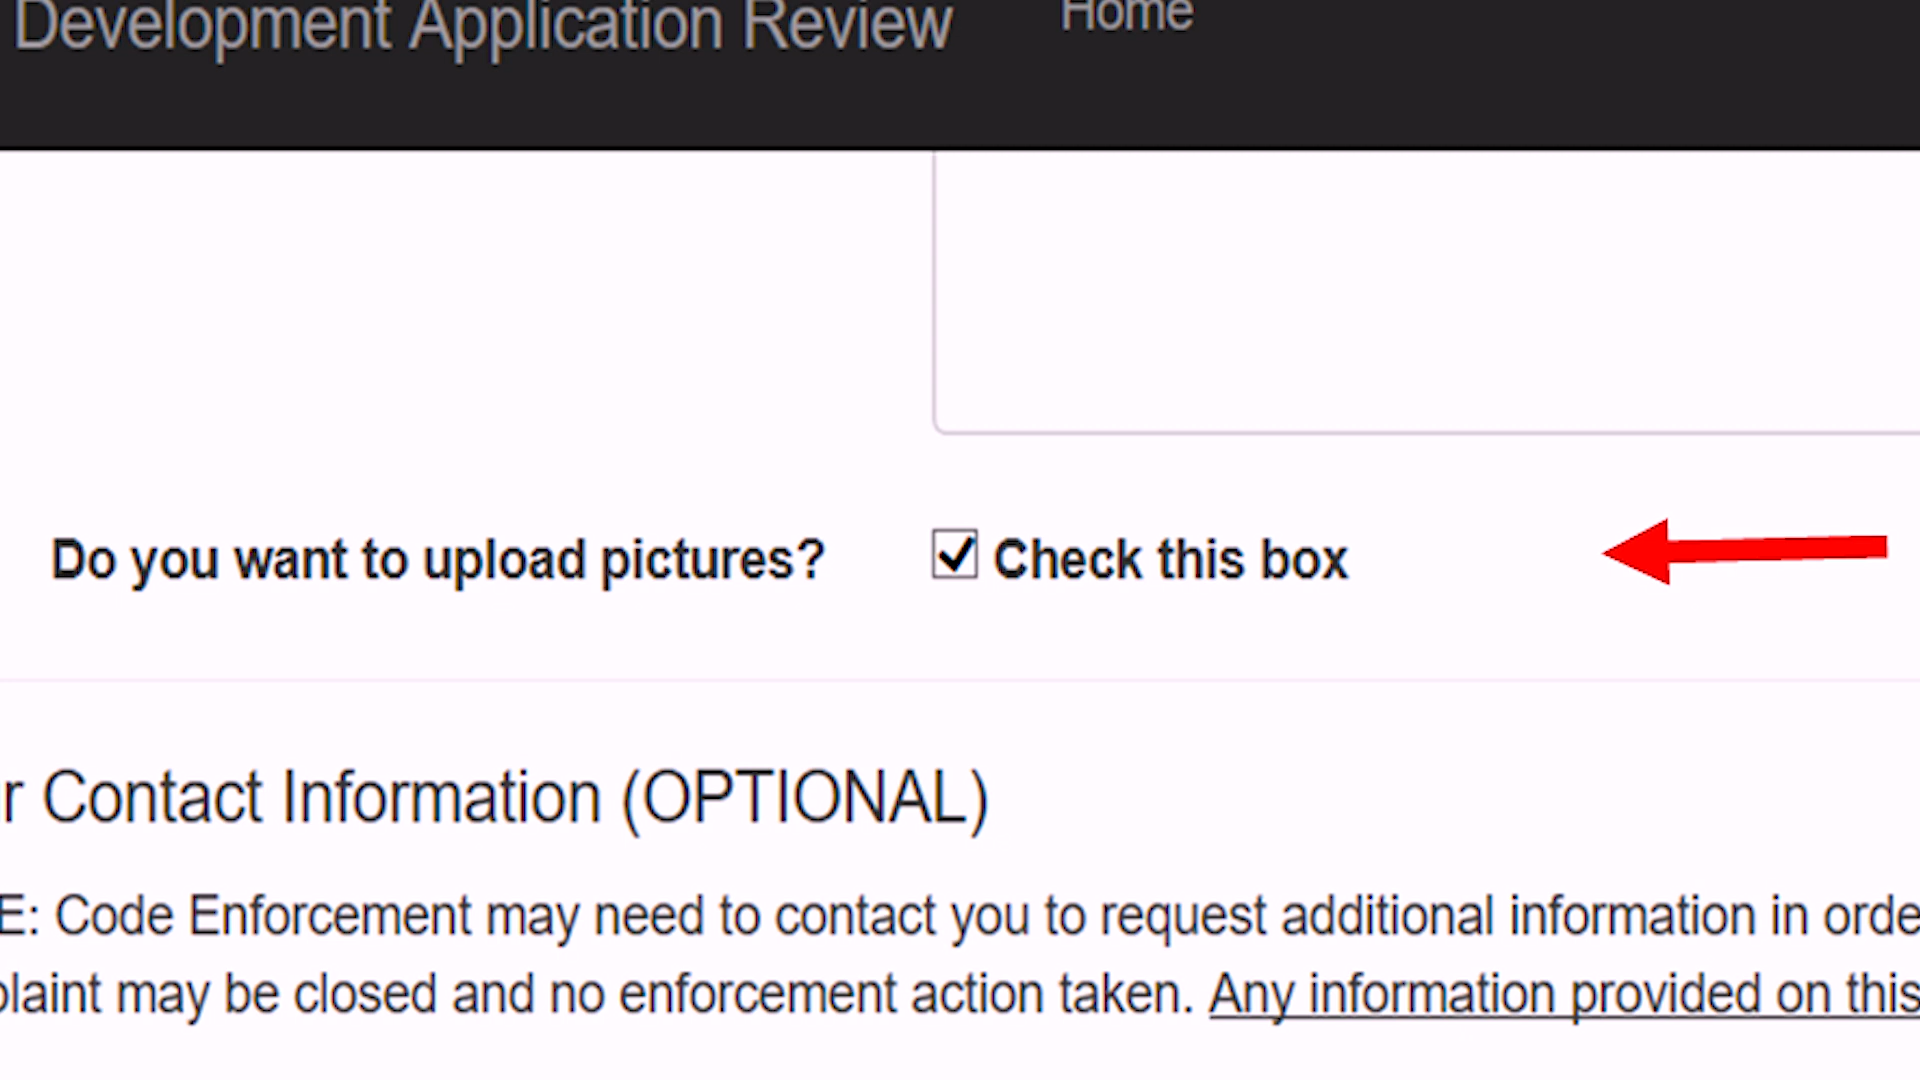 Development Application Review Home
Do you want to upload pictures? Check this box
r Contact Information (OPTIONAL)
E: Code Enforcement may need to contact you to request additional information in orde
plaint may be closed and no enforcement action taken. Any information provided on this